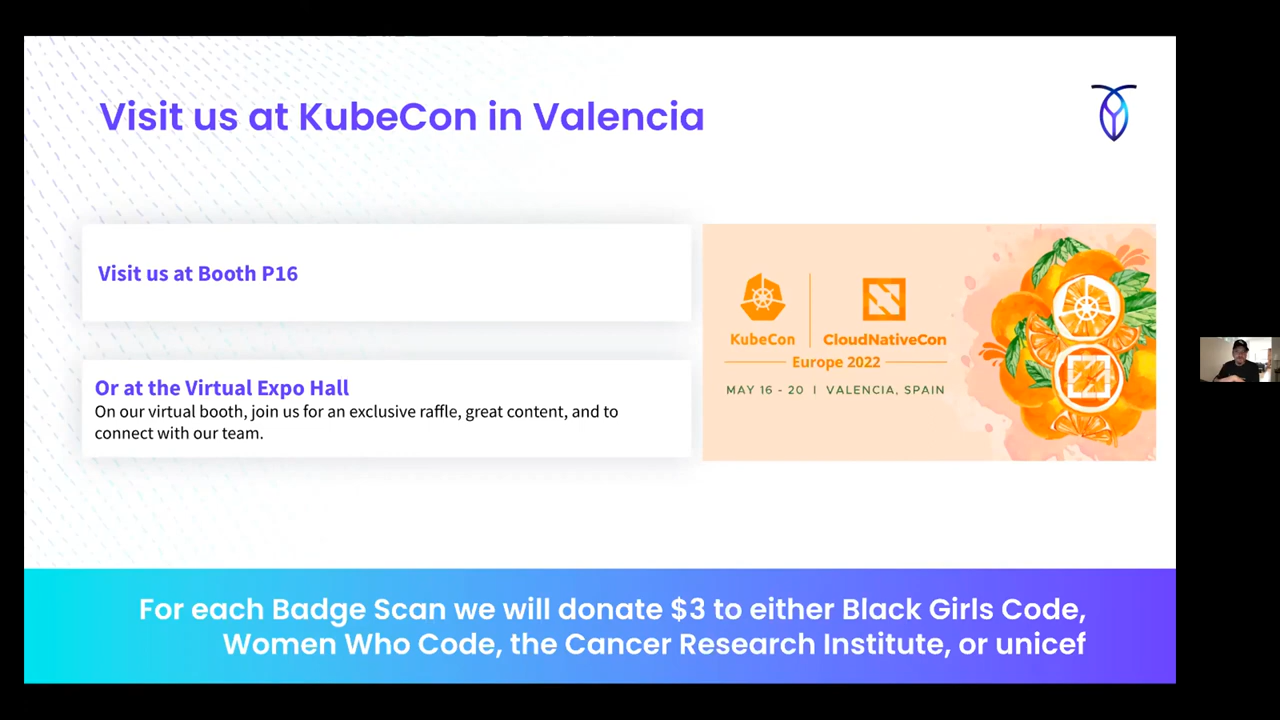 Visit us at KubeCon in Valencia
Visit us at Booth P16
Or at the Virtual Expo Hall
On our virtual booth, join us for an exclusive raffle, great content, and to
connect with our team.
KubeCon
CloudNativeCon
Europe 2022
MAY 16 - 20 | VALENCIA, SPAIN
For each Badge Scan we will donate $3 to either Black Girls Code,
Women Who Code, the Cancer Research Institute, or unicef